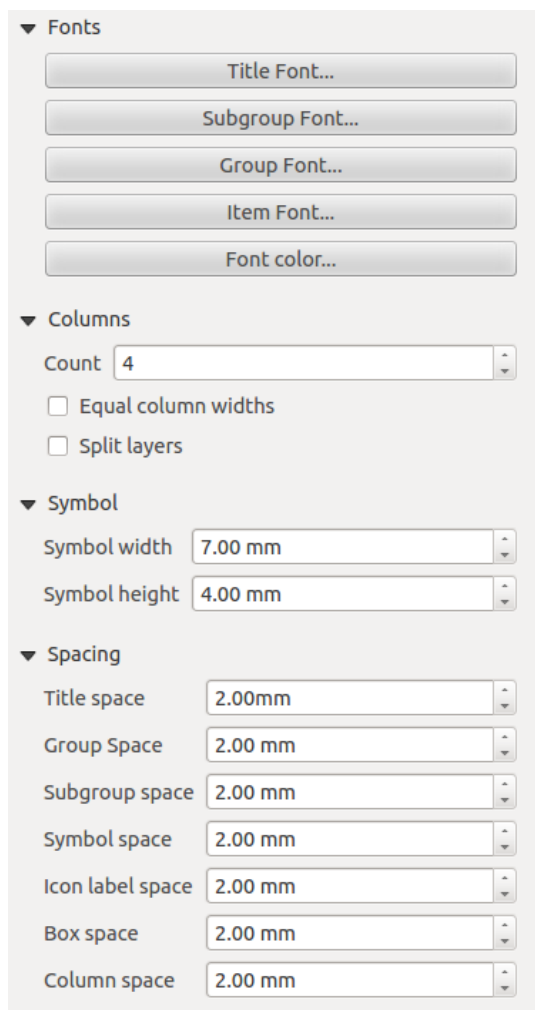 Fonts
Title Font...
Subgroup Font...
Group Font...
Item Font...
Font color...
Columns
Count 4
Equal column widths
Split layers
Symbol
Symbol width 7.00 mm
Symbol height 4.00 mm
Spacing
Title space 2.00mm
Group Space 2.00 mm
Subgroup space 2.00 mm
Symbol space 2.00 mm
Icon label space 2.00 mm
Box space 2.00 mm
Column space 2.00 mm